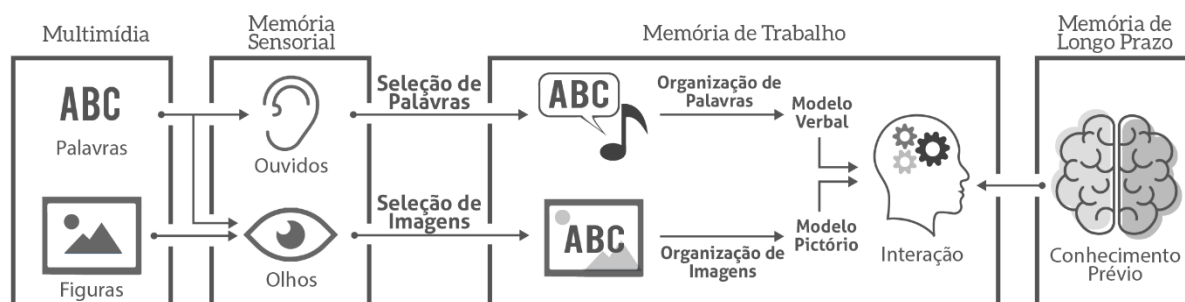 Multimídia
ABC
Palavras
Figuras
Memória
Sensorial
Ouvidos
Olhos
Seleção de
Palavras
Seleção de
Imagens
Memória de Trabalho
ABC
Organização de
Palavras
Modelo
Verbal
ABC
Organização de
Imagens
Modelo
Pictório
Interação
Memória de
Longo Prazo
Conhecimento
Prévio